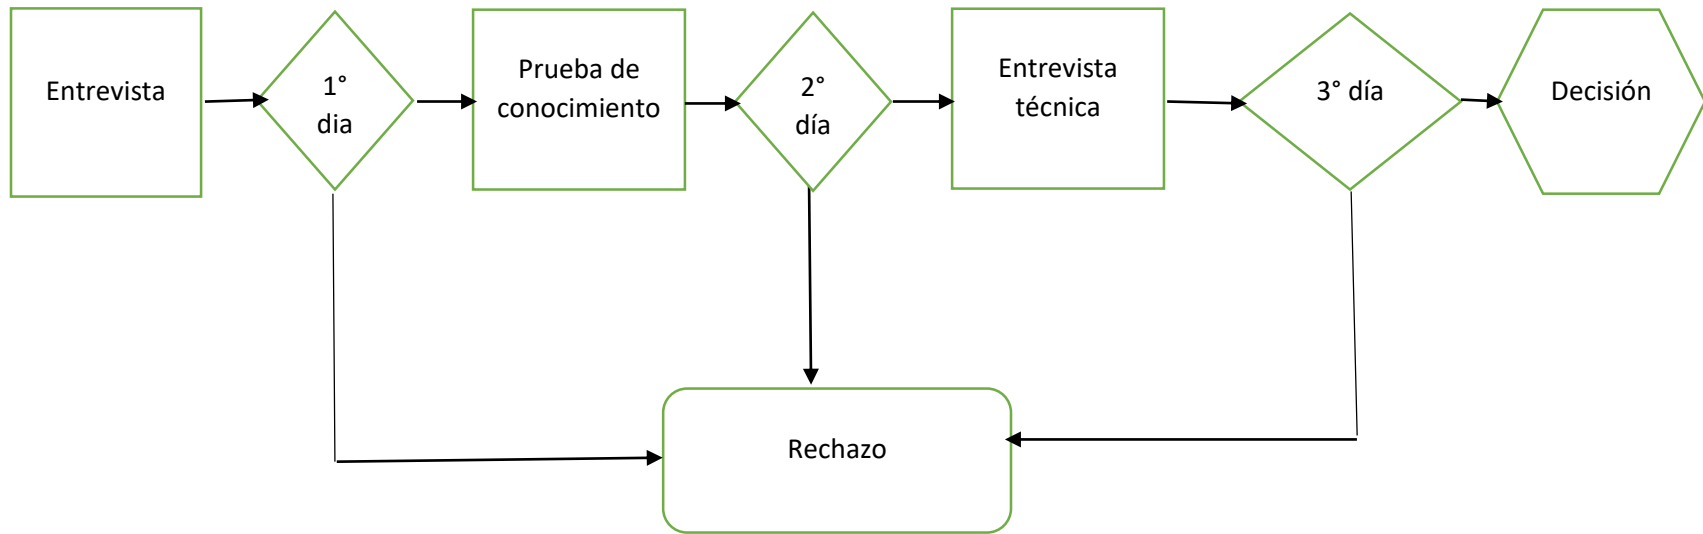 Entrevista
1°
dia
Prueba de
conocimiento
2°
día
Entrevista
técnica
3° día
Decisión
Rechazo